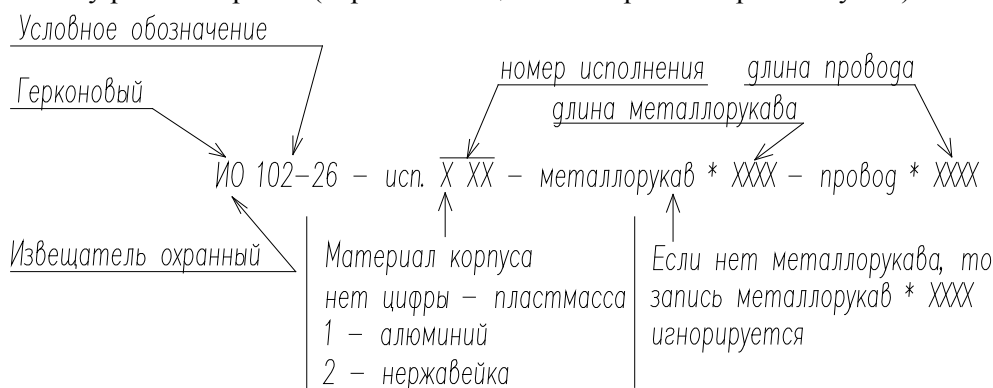 Условное обозначение
номер исполнения
длина провода
Герконовый
длина металлорукава
ИО 102-26 – исп. X XX – металлорукав * XXXX – провод * XXXX
Извещатель охранный
Материал корпуса
нет цифры – пластмасса
1 – алюминий
2 – нержавейка
Если нет металлорукава, то
запись металлорукав * XXXX
игнорируется